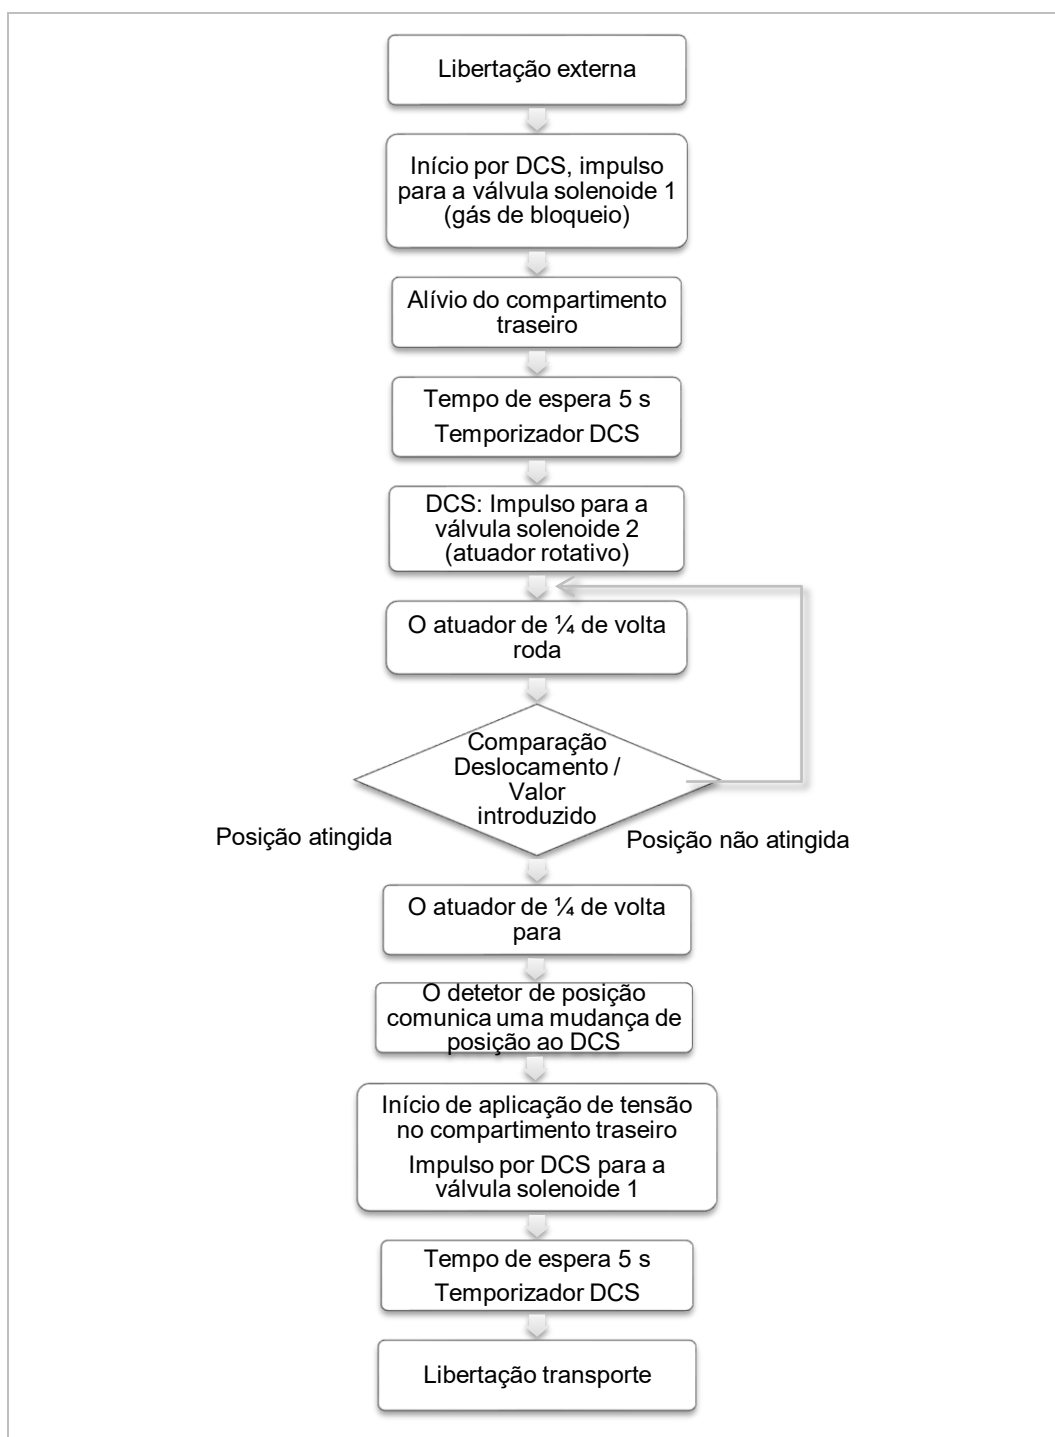 Libertação externa
Início por DCS, impulso
para a válvula solenoide 1
(gás de bloqueio)
Alívio do compartimento
traseiro
Tempo de espera 5 s
Temporizador DCS
DCS: Impulso para a
válvula solenoide 2
(atuador rotativo)
O atuador de ¼ de volta
roda
Comparação
Deslocamento /
Valor
introduzido
Posição atingida
Posição não atingida
O atuador de ¼ de volta
para
O detetor de posição
comunica uma mudança de
posição ao DCS
Início de aplicação de tensão
no compartimento traseiro
Impulso por DCS para a
válvula solenoide 1
Tempo de espera 5 s
Temporizador DCS
Libertação transporte